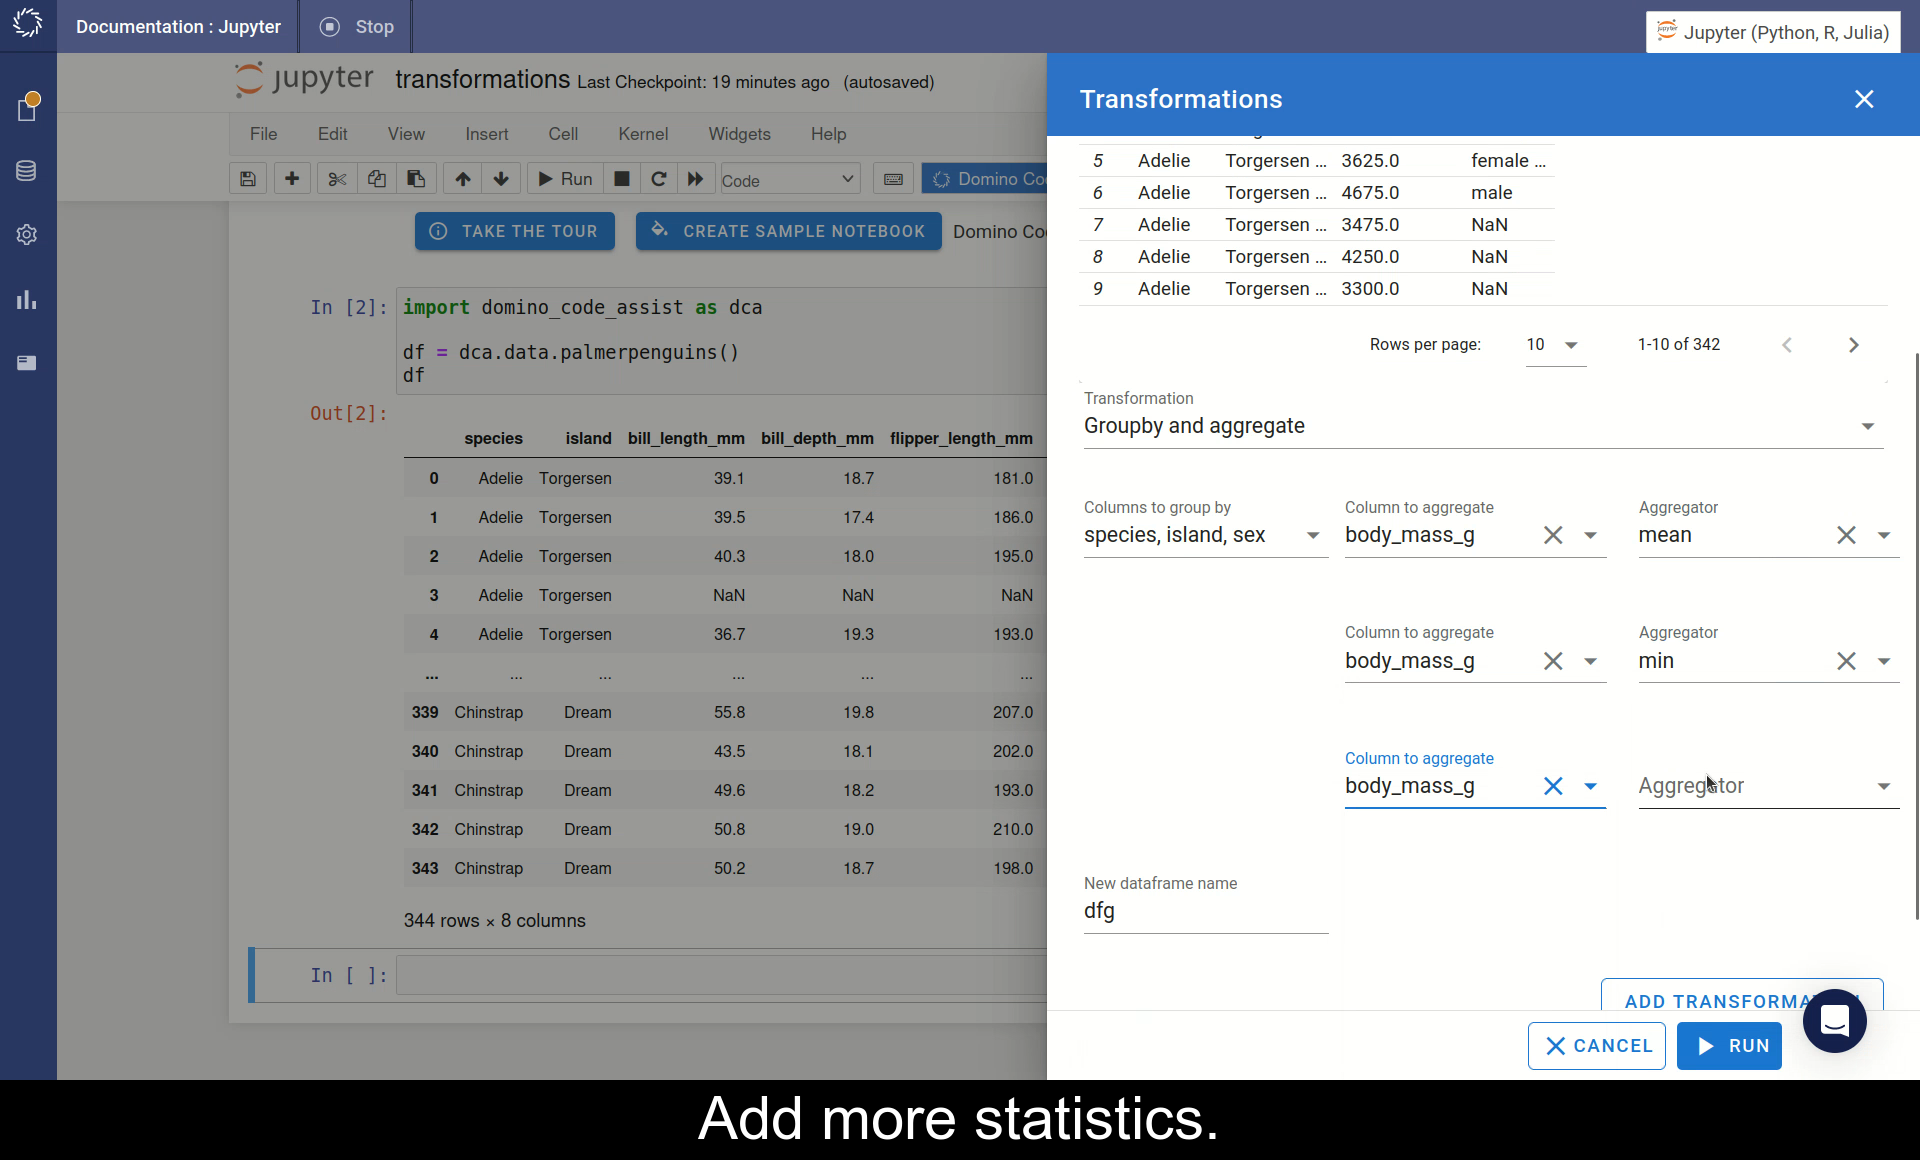 Documentation : Jupyter
Stop
Jupyter (Python, R, Julia)
jupyter transformations Last Checkpoint: 19 minutes ago (autosaved)
File Edit View Insert Cell Kernel Widgets Help
Run
Code
Domino Co
TAKE THE TOUR
CREATE SAMPLE NOTEBOOK
Domino Co
In [2]:
import domino_code_assist as dca
df = dca.data.palmerpenguins()
df
Out[2]:
species island bill_length_mm bill_depth_mm flipper_length_mm
0 Adelie Torgersen 39.1 18.7 181.0
1 Adelie Torgersen 39.5 17.4 186.0
2 Adelie Torgersen 40.3 18.0 195.0
3 Adelie Torgersen NaN NaN NaN
4 Adelie Torgersen 36.7 19.3 193.0
... ... ... ... ... ...
339 Chinstrap Dream 55.8 19.8 207.0
340 Chinstrap Dream 43.5 18.1 202.0
341 Chinstrap Dream 49.6 18.2 193.0
342 Chinstrap Dream 50.8 19.0 210.0
343 Chinstrap Dream 50.2 18.7 198.0
344 rows × 8 columns
In [ ]:
Transformations
5 Adelie Torgersen ... 3625.0 female ...
6 Adelie Torgersen ... 4675.0 male
7 Adelie Torgersen ... 3475.0 NaN
8 Adelie Torgersen ... 4250.0 NaN
9 Adelie Torgersen ... 3300.0 NaN
Rows per page: 10 1-10 of 342
Transformation
Groupby and aggregate
Columns to group by
species, island, sex
Column to aggregate
body_mass_g
Aggregator
mean
Column to aggregate
body_mass_g
Aggregator
min
Column to aggregate
body_mass_g
Aggregator
New dataframe name
dfg
ADD TRANSFORMA
CANCEL
RUN
Add more statistics.